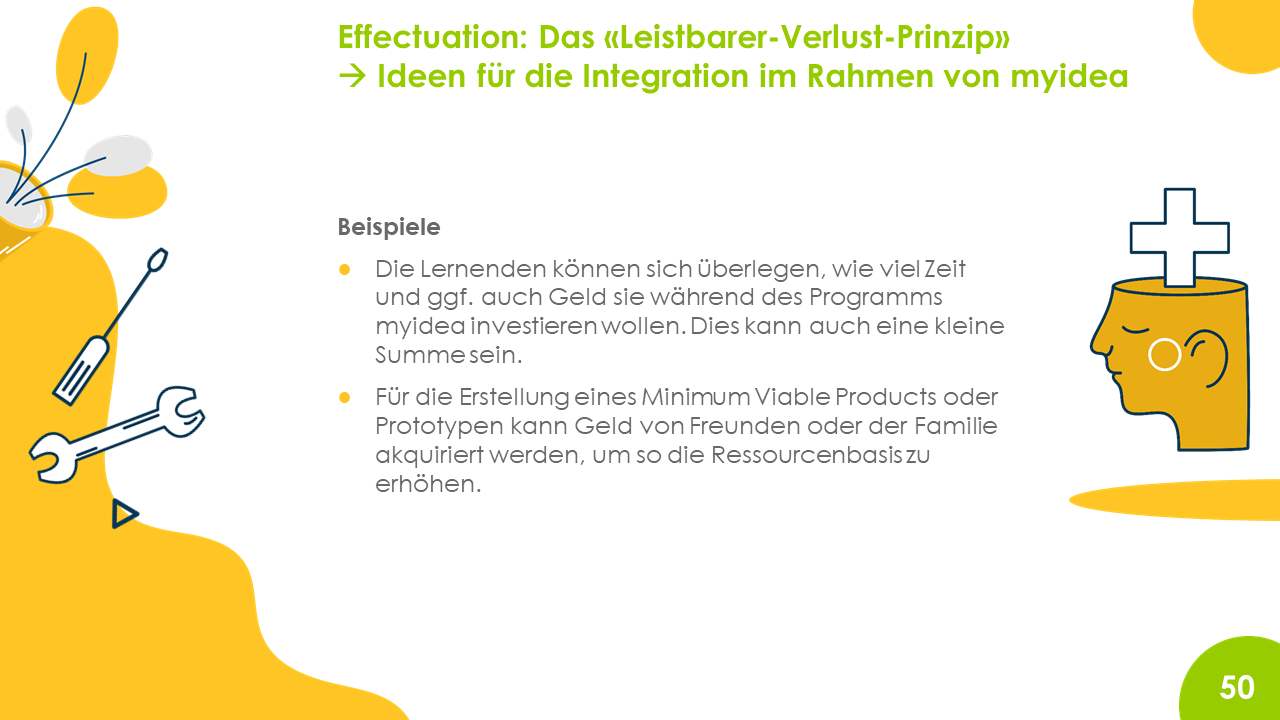 Effectuation: Das «Leistbarer-Verlust-Prinzip»
→ Ideen für die Integration im Rahmen von myidea
Beispiele
● Die Lernenden können sich überlegen, wie viel Zeit
und ggf. auch Geld sie während des Programms
myidea investieren wollen. Dies kann auch eine kleine
Summe sein.
● Für die Erstellung eines Minimum Viable Products oder
Prototypen kann Geld von Freunden oder der Familie
akquiriert werden, um so die Ressourcenbasis zu
erhöhen.
50